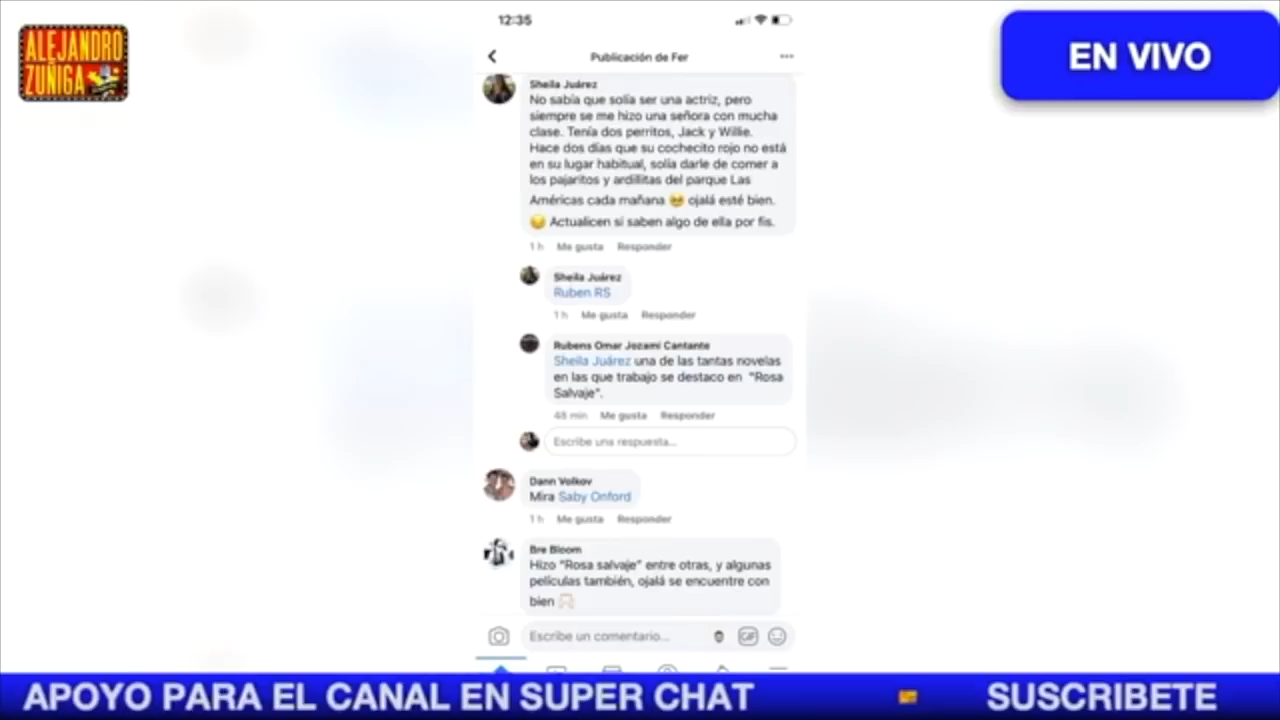 ALEJANDRO
ZUÑIGA
EN VIVO
12:35
Publicación de Fer
Sheila Juárez
No sabía que solía ser una actriz, pero
siempre se me hizo una señora con mucha
clase. Tenía dos perritos, Jack y Willie.
Hace dos días que su cochecito rojo no está
en su lugar habitual, solía darle de comer a
los pajaritos y ardillitas del parque Las
Américas cada mañana 🥹 ojalá esté bien.
😔 Actualicen si saben algo de ella por fis.
1 h Me gusta Responder
Sheila Juárez
Ruben RS
1 h Me gusta Responder
Rubens Omar Jozami Cantante
Sheila Juárez una de las tantas novelas
en las que trabajo se destaco en "Rosa
Salvaje".
48 min Me gusta Responder
Escribe una respuesta...
Dann Volkov
Mira Saby Onford
1 h Me gusta Responder
Bre Bloom
Hizo "Rosa salvaje" entre otras, y algunas
películas también, ojalá se encuentre con
bien
Escribe un comentario...
GIF
APOYO PARA EL CANAL EN SUPER CHAT
SUSCRIBETE